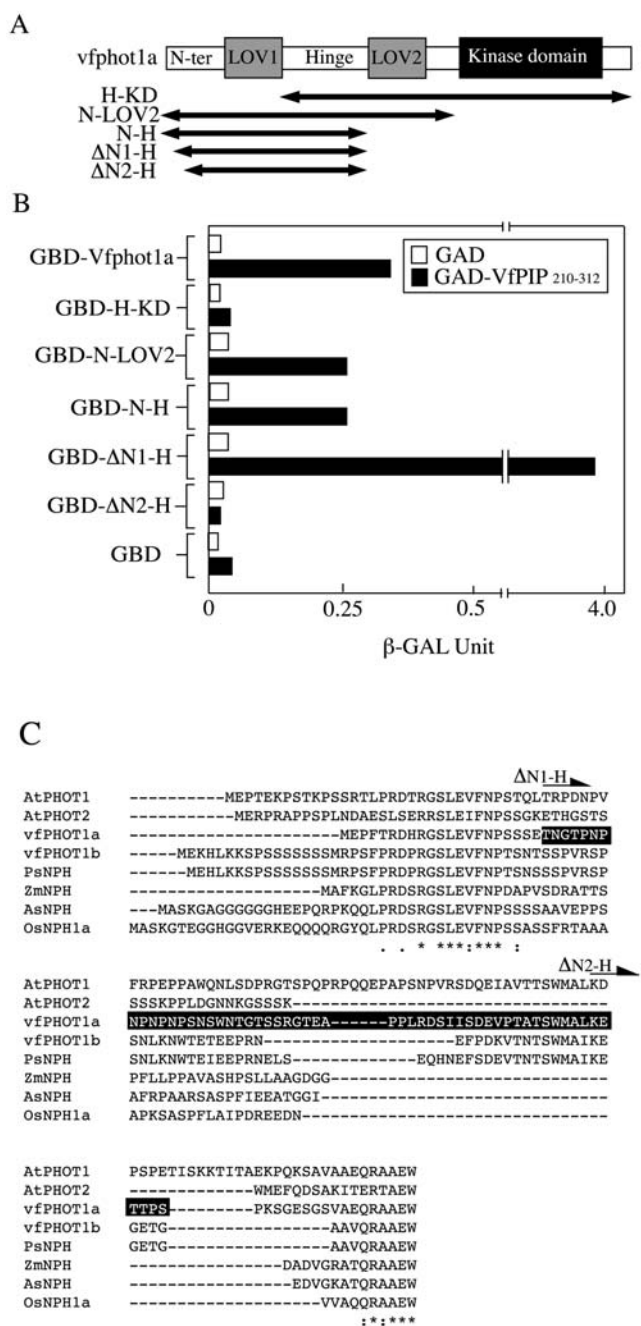 A
vfphot1a N-ter LOV1 Hinge LOV2 Kinase domain
H-KD
N-LOV2
N-H
ΔN1-H
ΔN2-H
B
GAD
GAD-VfPIP 210-312
GBD-Vfphot1a
GBD-H-KD
GBD-N-LOV2
GBD-N-H
GBD-ΔN1-H
GBD-ΔN2-H
GBD
0 0.25 0.5 4.0
β-GAL Unit
C
ΔN1-H
AtPHOT1 ----------MEPTEKPSTKPSSRTLPRDTRGSLEVFNPSTQLTRPDNPV
AtPHOT2 -----------MERPRAPPSPLNDAESLSERRSLEIFNPSSGKETHGSTS
vfPHOT1a ----------------------MEPFTRDHRGSLEVFNPSSSETNGTPNP
vfPHOT1b -----MEKHLKKSPSSSSSSSMRPSFPRDPRGSLEVFNPTSNTSSPVRSP
PsNPH ------MEHLKKSPSSSSSSSMRPSFPRDPRGSLEVFNPTSNTSSPVRSP
ZmNPH --------------------MAFKGLPRDSRGSLEVFNPDAPVSDRATTS
AsNPH ---MASKGAGGGGGGHEEPQRPKQQLPRDSRGSLEVFNPSSSSAAVEPPS
OsNPH1a MASKGTEGGHGGVERKEQQQQRGYQLPRDSRGSLEVFNPSSASSFRTAAA
. . * ***:***. :
ΔN2-H
AtPHOT1 FRPEPPAWQNLSDPRGTSPQPRPQQEPAPSNPVRSDQEIAVTTSWMALKD
AtPHOT2 SSSKPPLDGNNKGSSSK---------------------------------
vfPHOT1a NPNPNPSNSWNTGTSSRGTEA------PPLRDSIISDEVPTATSWMALKE
vfPHOT1b SNLKNWTETEEPRN--------------------EFPDKVTNTSWMAIKE
PsNPH SNLKNWTEIEEPRNELS-------------EQHNEFSDEVTNTSWMAIKE
ZmNPH PFLLPPAVASHPSLLAAGDGG-----------------------------
AsNPH AFRPAARSASPFIEEATGGI------------------------------
OsNPH1a APKSASPFLAIPDREEDN--------------------------------
AtPHOT1 PSPETISKKTITAEKPQKSAVAAEQRAAEW
AtPHOT2 -------------WMEFQDSAKITERTAEW
vfPHOT1a TTPS---------PKSGESGSVAEQRAAEW
vfPHOT1b GETG-----------------AAVQRAAEW
PsNPH GETG-----------------AAVQRAAEW
ZmNPH ----------------DADVGRATQRAAEW
AsNPH -----------------EDVGKATQRAAEW
OsNPH1a --------------------VVAQQRAAEW
:*:***